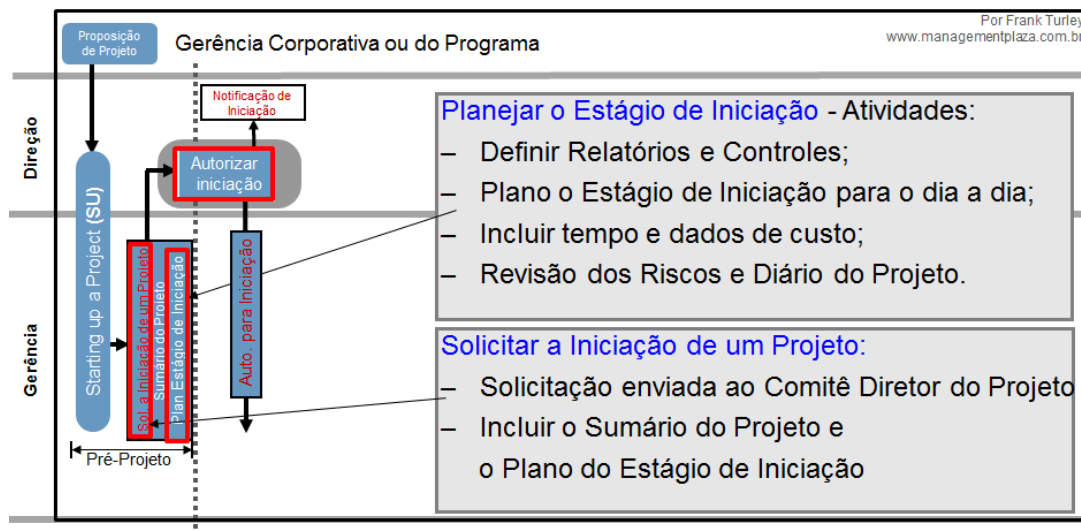 Proposição
de Projeto
Gerência Corporativa ou do Programa
Por Frank Turley
www.managementplaza.com.br
Direção
Gerência
Notificação de
Iniciação
Autorizar
iniciação
Starting up a Project (SU)
Sol. a Iniciação de um Projeto
Sumário do Projeto
Plan Estágio de Iniciação
Auto. para Iniciação
Pré-Projeto
Planejar o Estágio de Iniciação - Atividades:
– Definir Relatórios e Controles;
– Plano o Estágio de Iniciação para o dia a dia;
– Incluir tempo e dados de custo;
– Revisão dos Riscos e Diário do Projeto.
Solicitar a Iniciação de um Projeto:
– Solicitação enviada ao Comitê Diretor do Projeto
– Incluir o Sumário do Projeto e
o Plano do Estágio de Iniciação